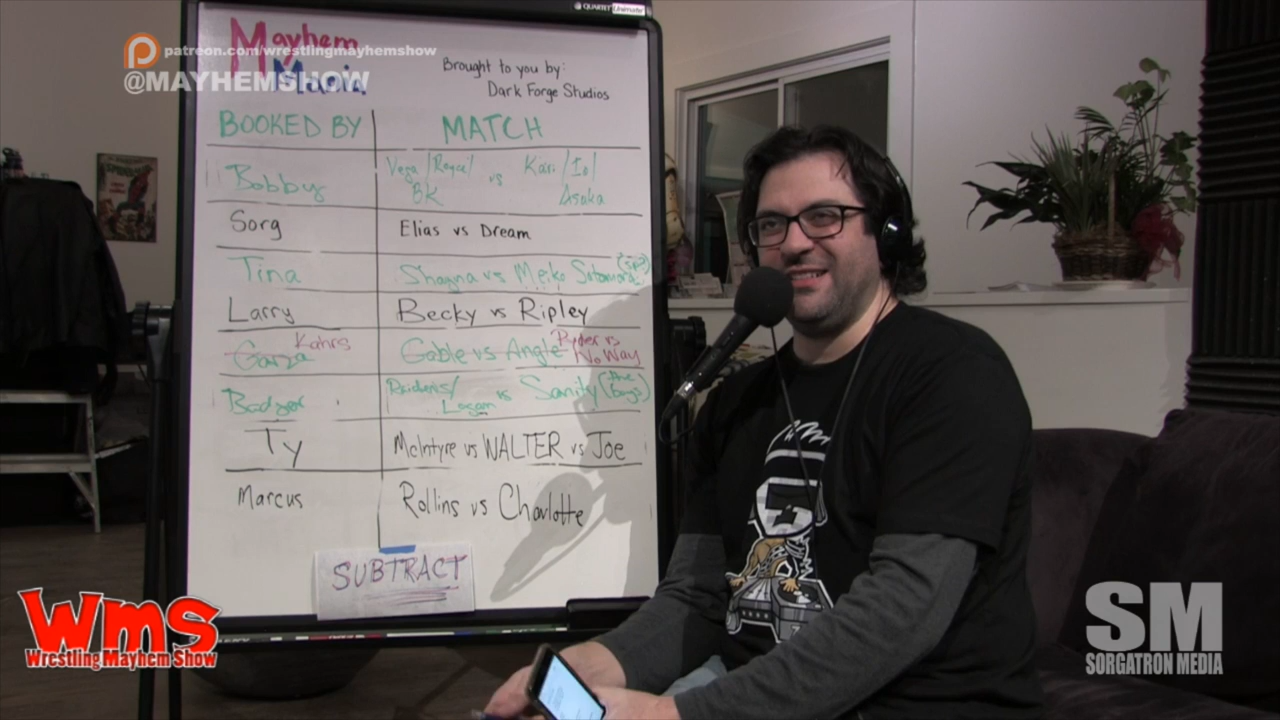 QUARTET Unimate
Mayhem
Mania
patreon.com/wrestlingmayhemshow
@MAYHEMSHOW
Brought to you by:
Dark Forge Studios
BOOKED BY MATCH
Bobby Vega/Royce/BK vs Kairi/Io/Asuka
Sorg Elias vs Dream
Tina Shayna vs Meiko
Larry Becky vs Ripley
Garza Kahrs Gable vs Angle Ryder vs No Way
Badger Raiders/Logan vs Sanity (the boys)
Ty McIntyre vs WALTER vs Joe
Marcus Rollins vs Charlotte
SUBTRACT
WMS
Wrestling Mayhem Show
SM
SORGATRON MEDIA